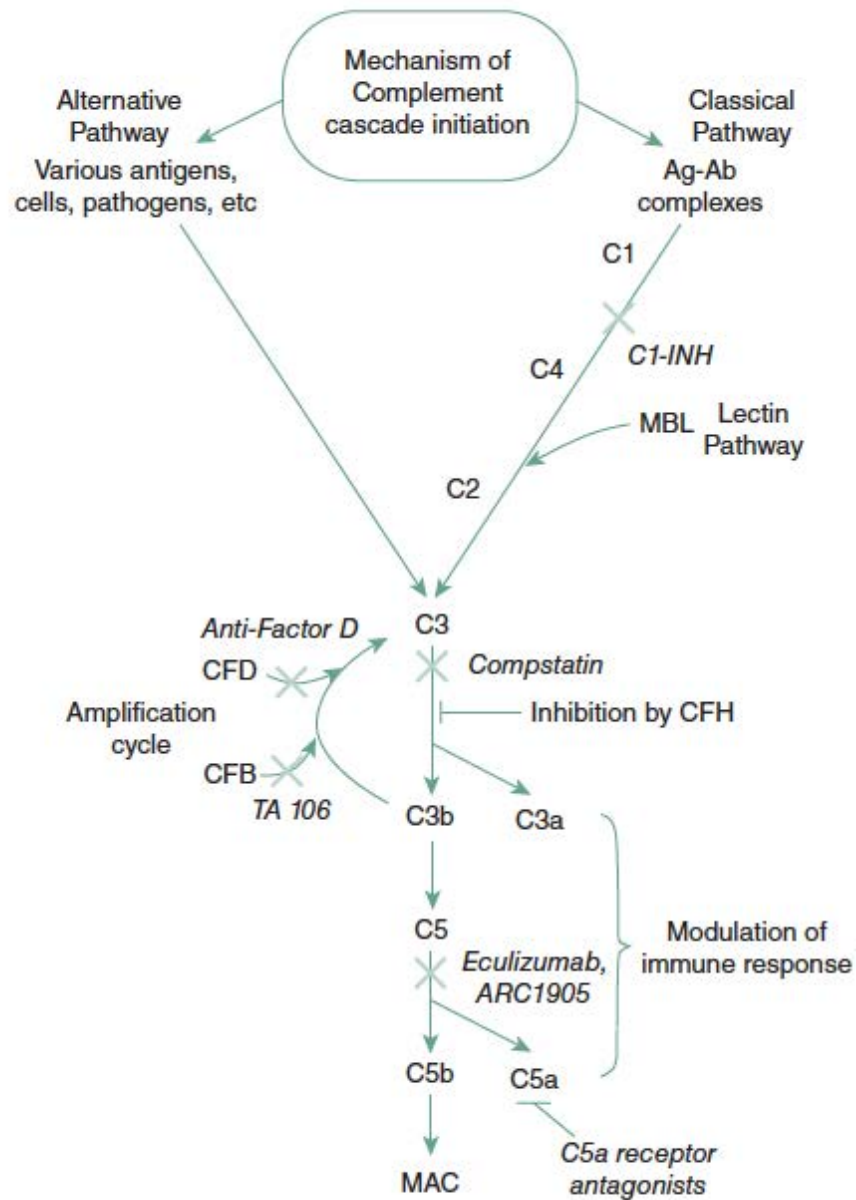 Mechanism of
Complement
cascade initiation
Alternative
Pathway
Various antigens,
cells, pathogens, etc
Classical
Pathway
Ag-Ab
complexes
C1
C1-INH
C4
MBL
Lectin
Pathway
C2
C3
Anti-Factor D
CFD
Compstatin
Amplification
cycle
Inhibition by CFH
CFB
TA 106
C3b
C3a
C5
Eculizumab,
ARC1905
Modulation of
immune response
C5b
C5a
MAC
C5a receptor
antagonists